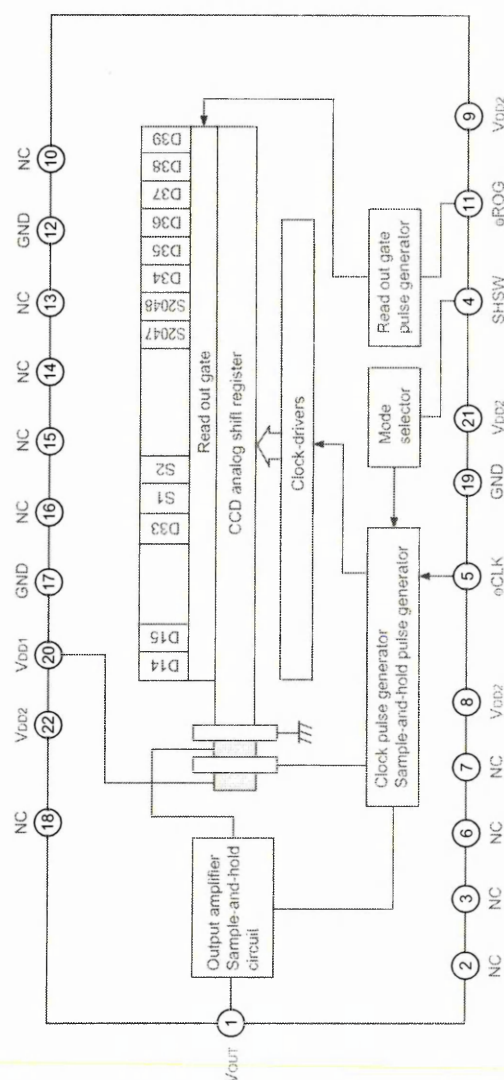 NC VDD2 VDD1 GND NC NC NC NC GND NC
18 22 20 17 16 15 14 13 12 10
D14 D15 D33 S1 S2 S2047 S2048 D34 D35 D36 D37 D38 D39
Read out gate
CCD analog shift register
Clock-drivers
VOUT
1
Output amplifier
Sample-and-hold
circuit
Clock pulse generator
Sample-and-hold pulse generator
Mode
selector
Read out gate
pulse generator
2 3 6 7 8 5 19 21 4 11 9
NC NC NC NC VDD2 øCLK GND VDD2 SHSW øROG VDD2